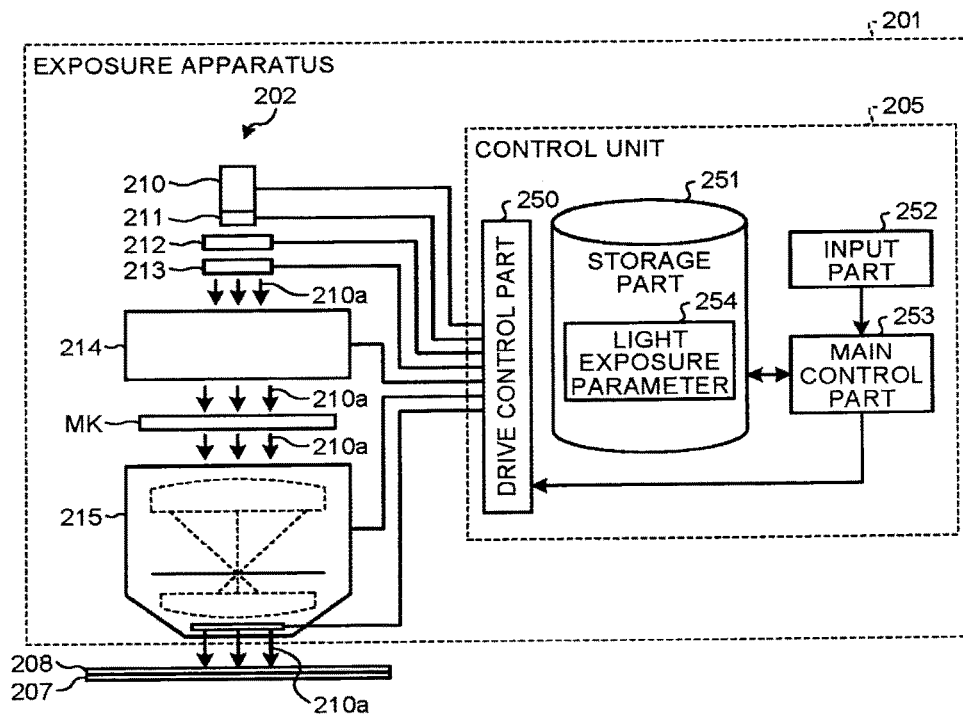 201
EXPOSURE APPARATUS
202
205
CONTROL UNIT
210
211
212
213
210a
214
210a
MK
210a
215
208
207
210a
250
DRIVE CONTROL PART
251
STORAGE
PART
254
LIGHT
EXPOSURE
PARAMETER
252
INPUT
PART
253
MAIN
CONTROL
PART